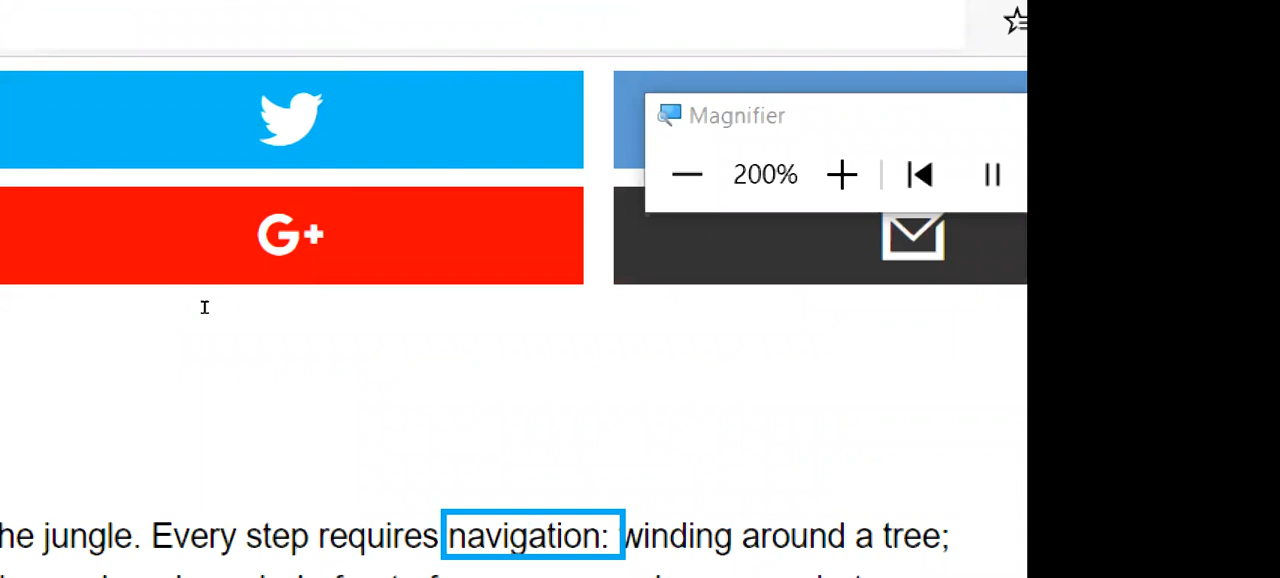 Magnifier
200%
G+
he jungle. Every step requires navigation: winding around a tree;